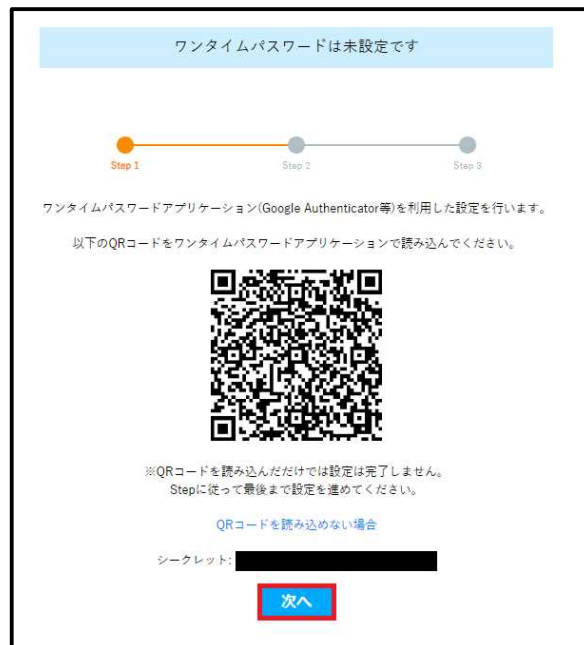 ワンタイムパスワードは未設定です
Step 1
Step 2
Step 3
ワンタイムパスワードアプリケーション(Google Authenticator等)を利用した設定を行います。
以下のQRコードをワンタイムパスワードアプリケーションで読み込んでください。
※QRコードを読み込んだだけでは設定は完了しません。
Stepに従って最後まで設定を進めてください。
QRコードを読み込めない場合
シークレット:
次へ